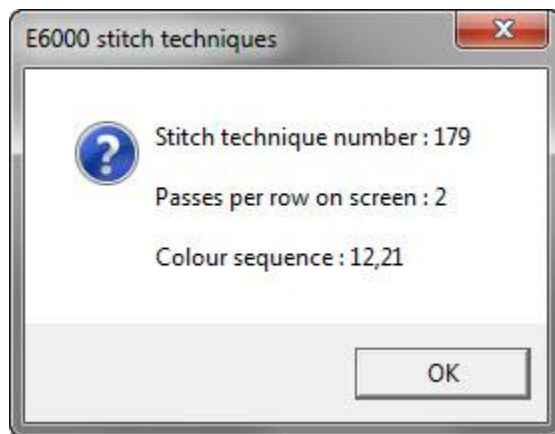 E6000 stitch techniques
Stitch technique number : 179
Passes per row on screen : 2
Colour sequence : 12,21
OK